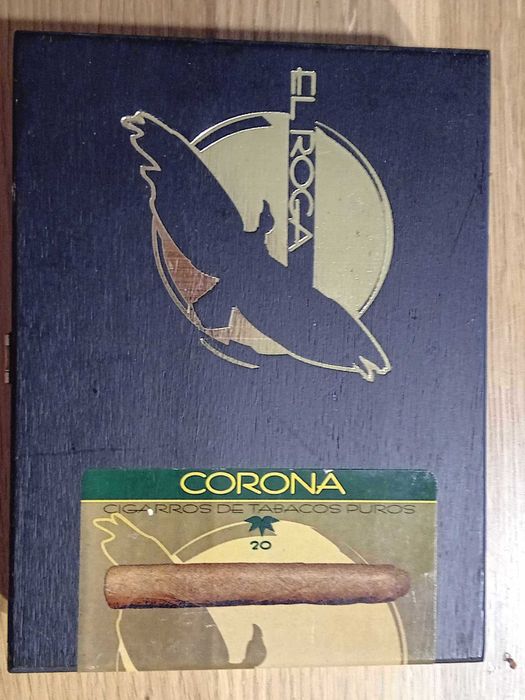 EL ROGA
CORONA
CIGARROS DE TABACOS PUROS
20